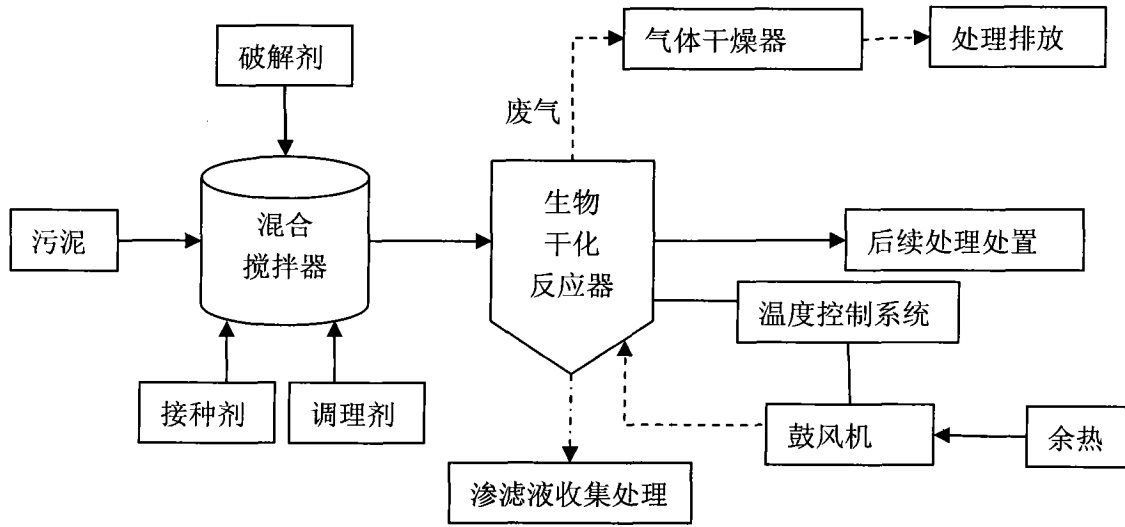 破解剂
气体干燥器
处理排放
废气
污泥
混合
搅拌器
生物
干化
反应器
后续处理处置
温度控制系统
接种剂
调理剂
鼓风机
余热
渗滤液收集处理